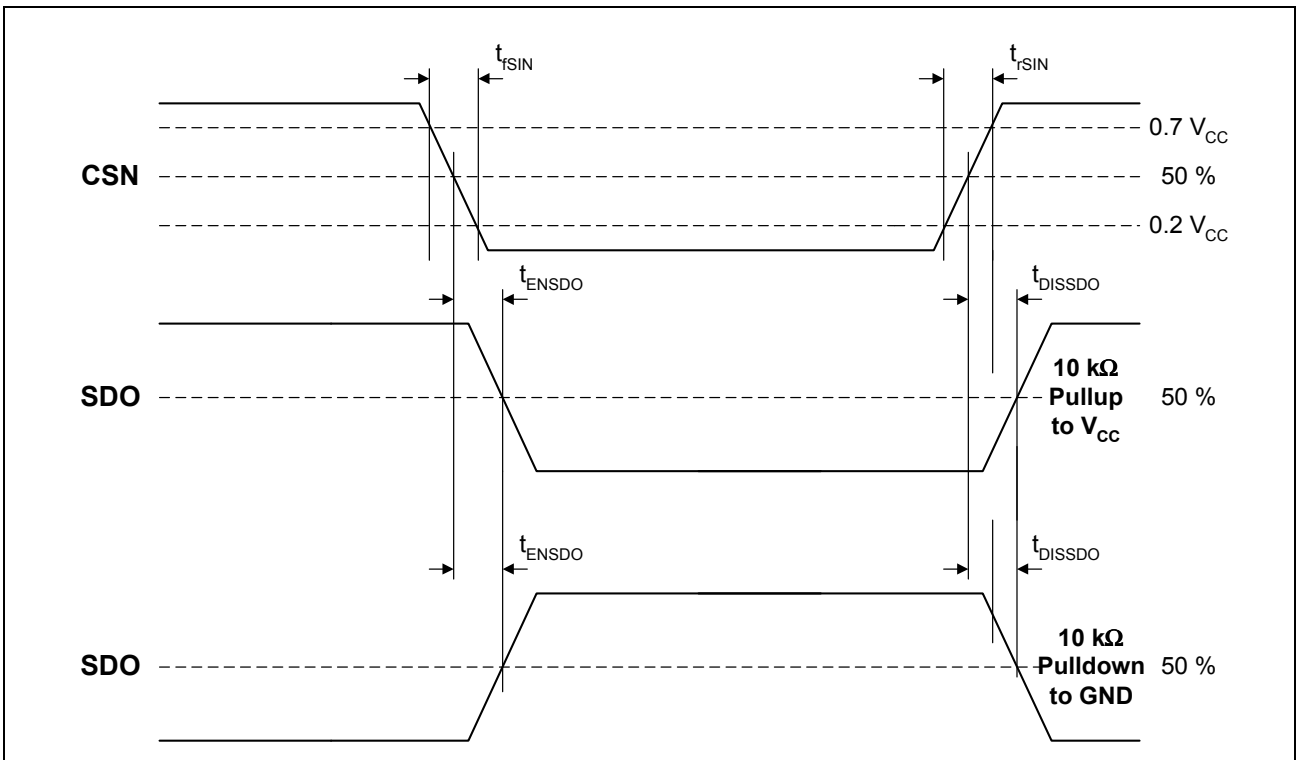 t_fSIN
t_rSIN
0.7 V_CC
CSN
50 %
0.2 V_CC
t_ENSDO
t_DISSDO
10 kΩ
Pullup
to V_CC
SDO
50 %
t_ENSDO
t_DISSDO
10 kΩ
Pulldown
to GND
SDO
50 %